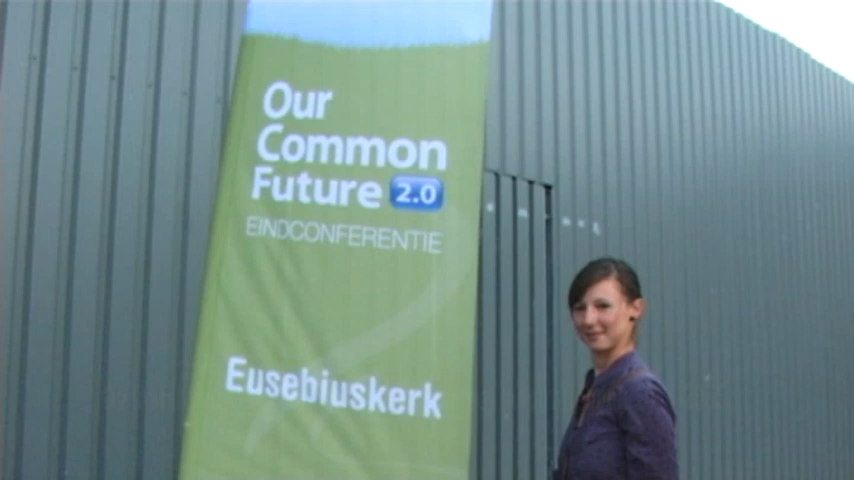 Our
Common
Future 2.0
EINDCONFERENTIE
Eusebiuskerk